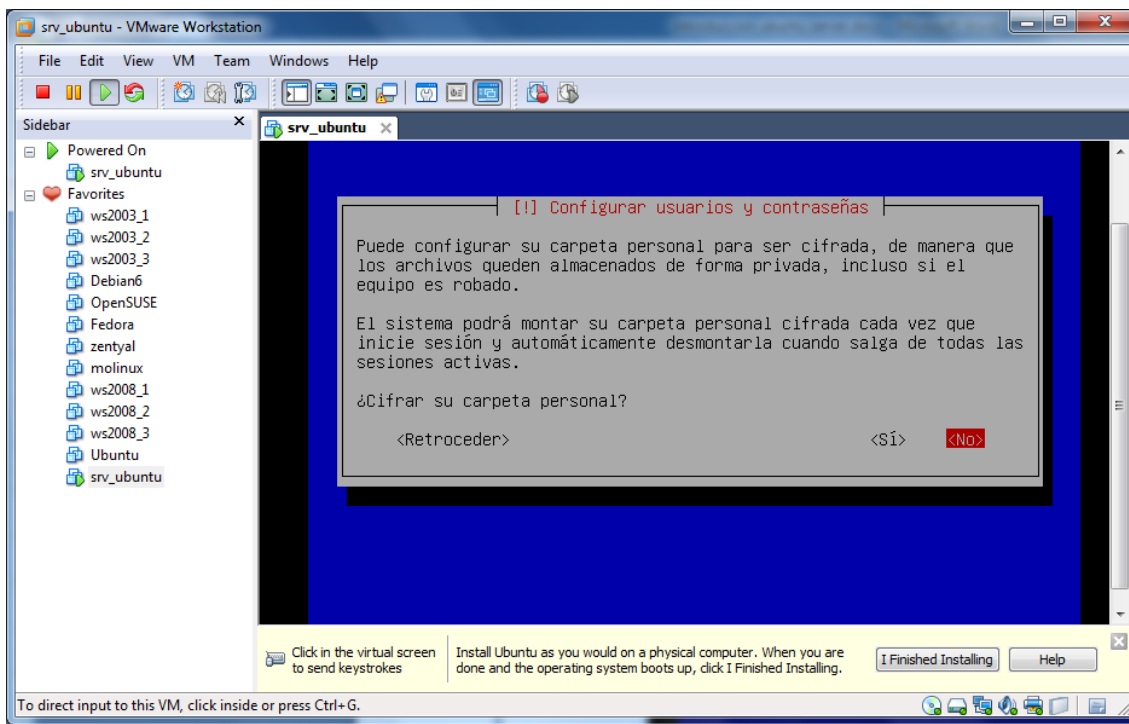 srv_ubuntu - VMware Workstation
File Edit View VM Team Windows Help
Sidebar
Powered On
srv_ubuntu
Favorites
ws2003_1
ws2003_2
ws2003_3
Debian6
OpenSUSE
Fedora
zentyal
molinux
ws2008_1
ws2008_2
ws2008_3
Ubuntu
srv_ubuntu
srv_ubuntu
[!] Configurar usuarios y contraseñas
Puede configurar su carpeta personal para ser cifrada, de manera que
los archivos queden almacenados de forma privada, incluso si el
equipo es robado.
El sistema podrá montar su carpeta personal cifrada cada vez que
inicie sesión y automáticamente desmontarla cuando salga de todas las
sesiones activas.
¿Cifrar su carpeta personal?
<Retroceder> <Sí> <No>
Click in the virtual screen
to send keystrokes
Install Ubuntu as you would on a physical computer. When you are
done and the operating system boots up, click I Finished Installing.
I Finished Installing
Help
To direct input to this VM, click inside or press Ctrl+G.